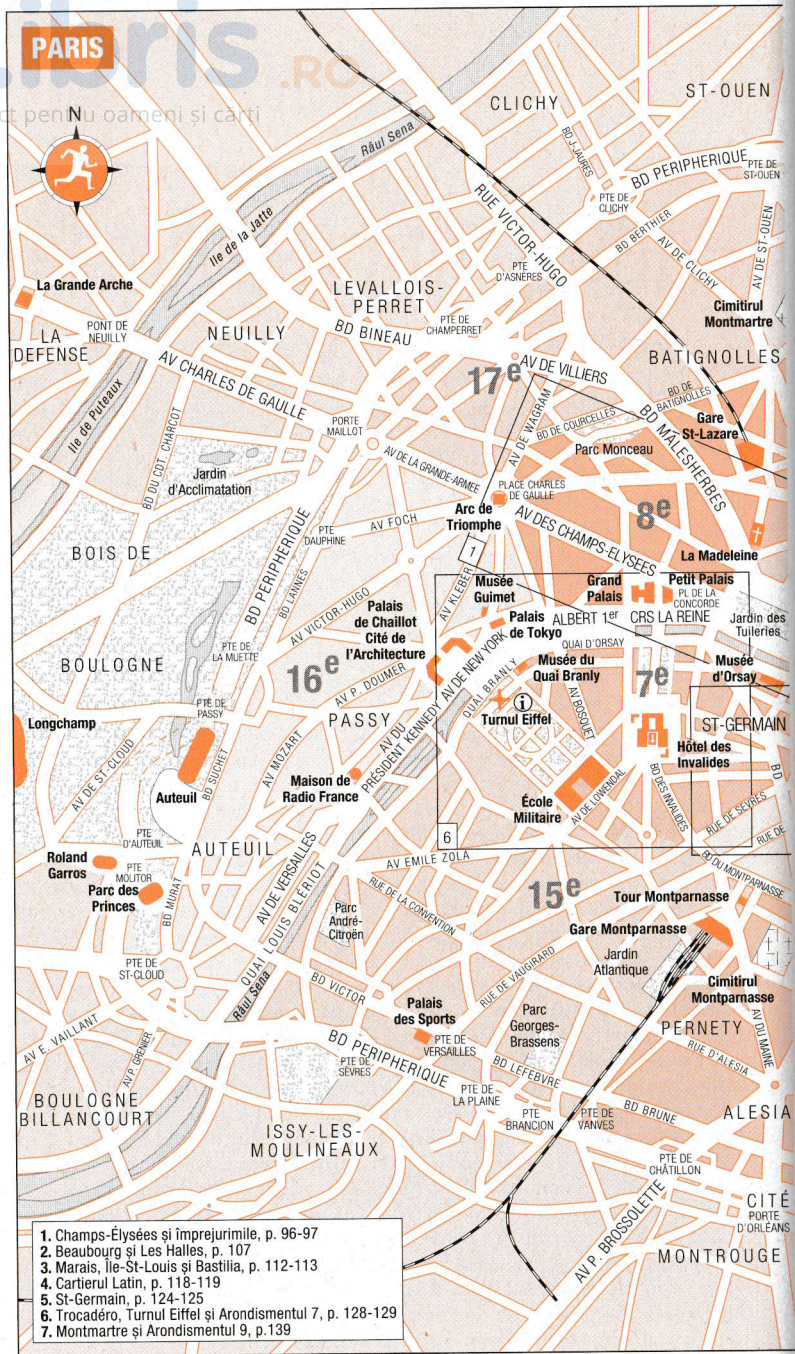 PARIS
Libris .RO
ct pentru oameni și cărți
N
CLICHY
ST-OUEN
Râul Sena
BD J-JAURES
BD PERIPHERIQUE
PTE DE
ST-OUEN
PTE DE
CLICHY
RUE VICTOR-HUGO
BD BERTHIER
AV DE CLICHY
AV DE ST-OUEN
Ile de la Jatte
PTE
D'ASNÈRES
La Grande Arche
LEVALLOIS-
PERRET
Cimitirul
Montmartre
LA
DEFENSE
PONT DE
NEUILLY
NEUILLY
BD BINEAU
PTE DE
CHAMPERRET
BATIGNOLLES
AV CHARLES DE GAULLE
17e
AV DE VILLIERS
BD DE
BATIGNOLLES
Ile de Puteaux
BD DU CDT. CHARCOT
PORTE
MAILLOT
AV DE WAGRAM
BD DE COURCELLES
BD MALESHERBES
Gare
St-Lazare
Parc Monceau
Jardin
d'Acclimatation
AV DE LA GRANDE-ARMEE
PLACE CHARLES
DE GAULLE
Arc de
Triomphe
8e
AV DES CHAMPS-ELYSEES
PTE
DAUPHINE
AV FOCH
BOIS DE
BD PERIPHERIQUE
BD LANNES
1
La Madeleine
AV KLEBER
Musée
Guimet
Grand
Palais
Petit Palais
PL DE LA
CONCORDE
AV VICTOR-HUGO
Palais
de Chaillot
Cité de
l'Architecture
Palais
de Tokyo
ALBERT 1er
CRS LA REINE
Jardin des
Tuileries
PTE DE
LA MUETTE
QUAI D'ORSAY
BOULOGNE
16e
AV P. DOUMER
AV DE NEW YORK
QUAI BRANLY
Musée du
Quai Branly
7e
Musée
d'Orsay
PTE DE
PASSY
PASSY
i
Turnul Eiffel
AV BOSQUET
ST-GERMAIN
Longchamp
AV DU
PRÉSIDENT KENNEDY
Hôtel des
Invalides
AV DE ST-CLOUD
BD SUCHET
AV MOZART
Auteuil
Maison de
Radio France
École
Militaire
AV DE LOWENDAL
BD DES INVALIDES
BD
RUE DE SÈVRES
RUE DE
6
PTE
D'AUTEUIL
AUTEUIL
AV DE VERSAILLES
AV EMILE ZOLA
BD DU MONTPARNASSE
Roland
Garros
PTE
MOLITOR
Parc des
Princes
BD MURAT
QUAI LOUIS BLÉRIOT
RUE DE LA CONVENTION
15e
Tour Montparnasse
Parc
André-
Citroën
Gare Montparnasse
Jardin
Atlantique
PTE DE
ST-CLOUD
Râul Sena
BD VICTOR
RUE DE VAUGIRARD
Cimitirul
Montparnasse
Palais
des Sports
Parc
Georges-
Brassens
AV E. VAILLANT
AV P. GRENIER
BD PERIPHERIQUE
PTE DE
VERSAILLES
PERNETY
AV DU MAINE
PTE DE
SÈVRES
BD LEFEBVRE
RUE D'ALESIA
PTE DE
LA PLAINE
BOULOGNE
BILLANCOURT
PTE
BRANCION
PTE DE
VANVES
BD BRUNE
ALESIA
ISSY-LES-
MOULINEAUX
PTE DE
CHÂTILLON
AV P. BROSSOLETTE
CITÉ
PORTE
D'ORLÉANS
MONTROUGE
1. Champs-Élysées și împrejurimile, p. 96-97
2. Beaubourg și Les Halles, p. 107
3. Marais, Île-St-Louis și Bastilia, p. 112-113
4. Cartierul Latin, p. 118-119
5. St-Germain, p. 124-125
6. Trocadéro, Turnul Eiffel și Arondismentul 7, p. 128-129
7. Montmartre și Arondismentul 9, p.139